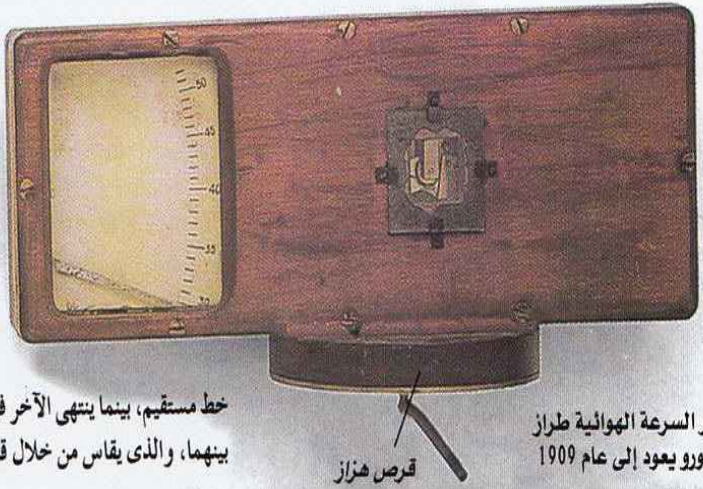 50
45
40
35
30
خط مستقيم، بينما ينتهى الآخر
بينهما، والذى يقاس من خلال
قرص هزاز
السرعة الهوائية طراز
يعود إلى عام 1909